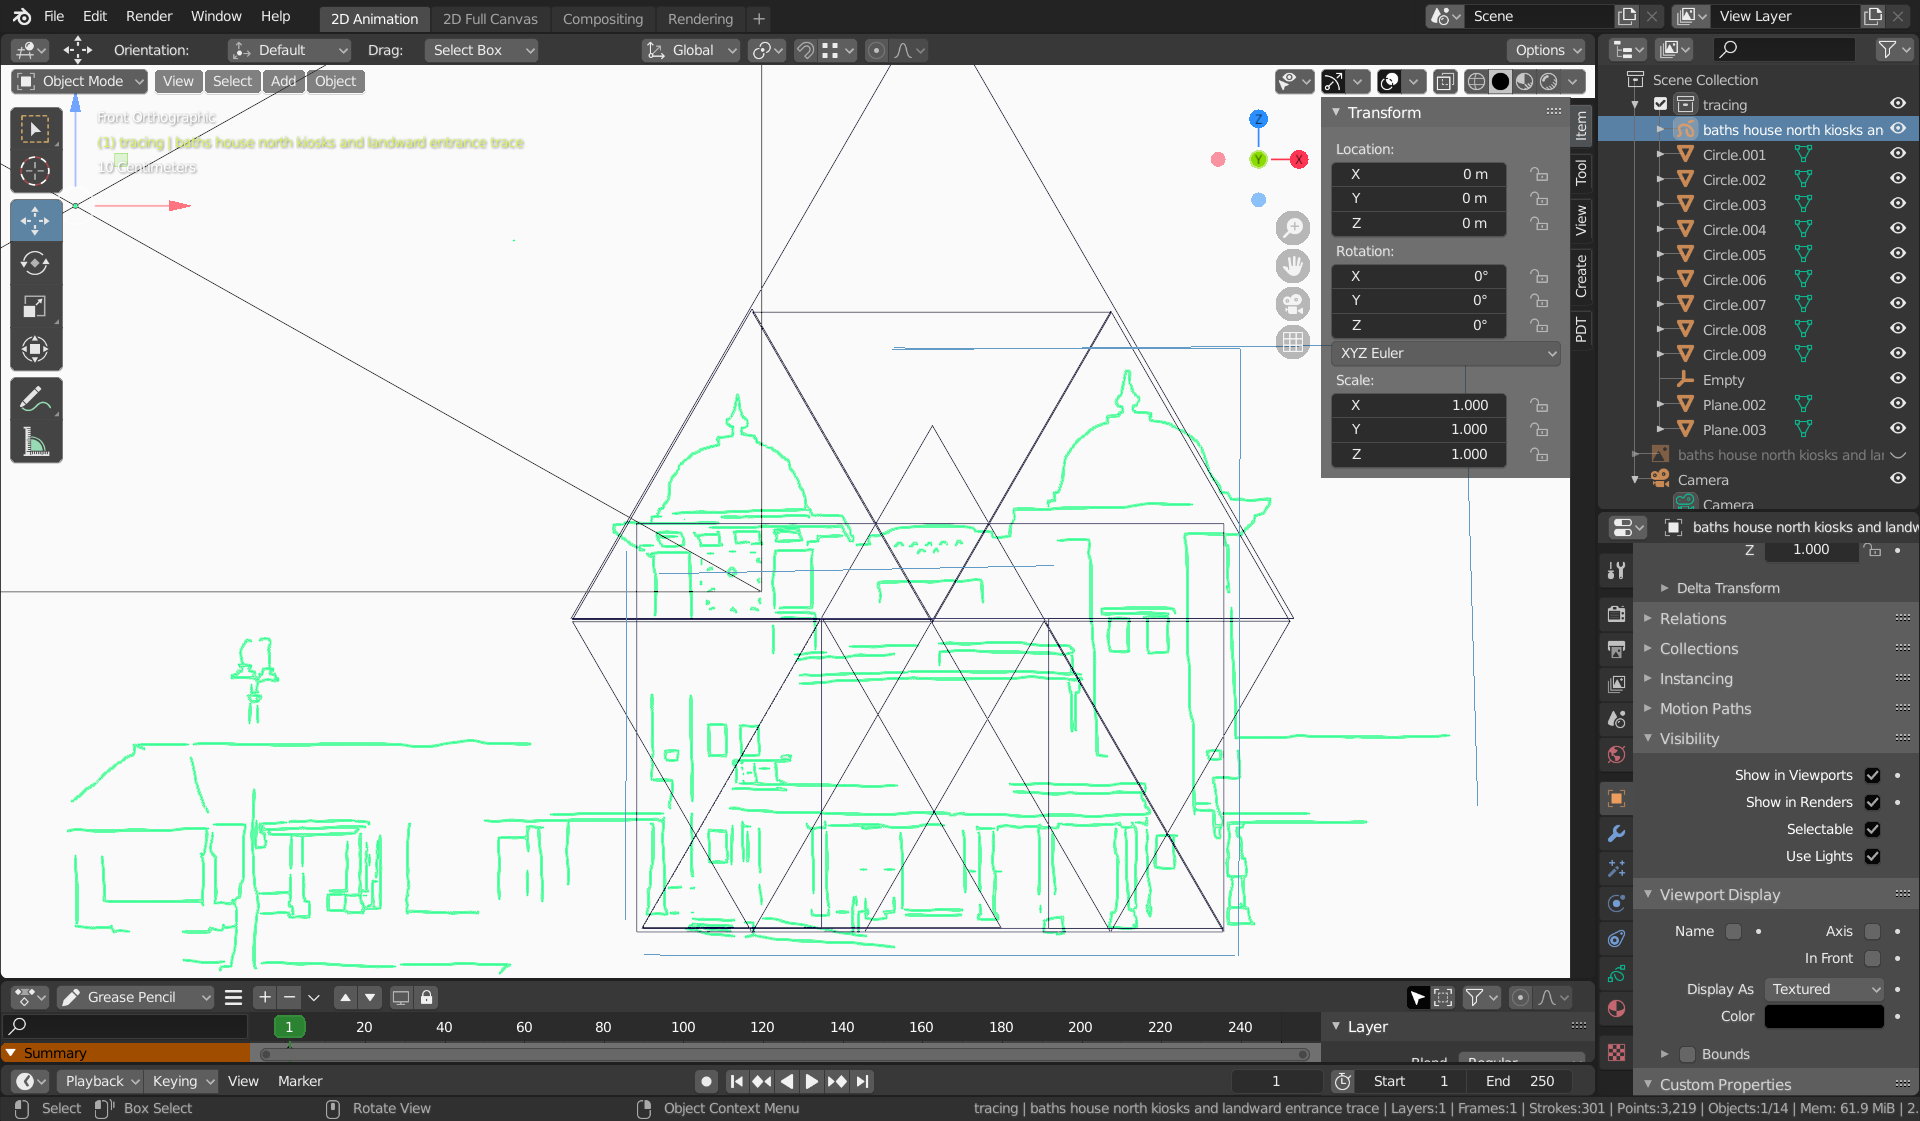 File Edit Render Window Help 2D Animation 2D Full Canvas Compositing Rendering + Scene View Layer
Orientation: Default Drag: Select Box Global Options
Object Mode View Select Add Object
Front Orthographic
(1) tracing | baths house north kiosks and landward entrance trace
10 Centimeters
Z
Y
X
Transform
Location:
X 0 m
Y 0 m
Z 0 m
Rotation:
X 0°
Y 0°
Z 0°
XYZ Euler
Scale:
X 1.000
Y 1.000
Z 1.000
Item
Tool
View
Create
PDT
Scene Collection
tracing
baths house north kiosks an
Circle.001
Circle.002
Circle.003
Circle.004
Circle.005
Circle.006
Circle.007
Circle.008
Circle.009
Empty
Plane.002
Plane.003
baths house north kiosks and lar
Camera
Camera
baths house north kiosks and landw
Z 1.000
Delta Transform
Relations
Collections
Instancing
Motion Paths
Visibility
Show in Viewports
Show in Renders
Selectable
Use Lights
Viewport Display
Name Axis
In Front
Display As Textured
Color
Bounds
Custom Properties
Grease Pencil
1 20 40 60 80 100 120 140 160 180 200 220 240
Summary
Layer
Blend Regular
Playback Keying View Marker 1 Start 1 End 250
Select Box Select Rotate View Object Context Menu tracing | baths house north kiosks and landward entrance trace | Layers:1 | Frames:1 | Strokes:301 | Points:3,219 | Objects:1/14 | Mem: 61.9 MiB | 2.